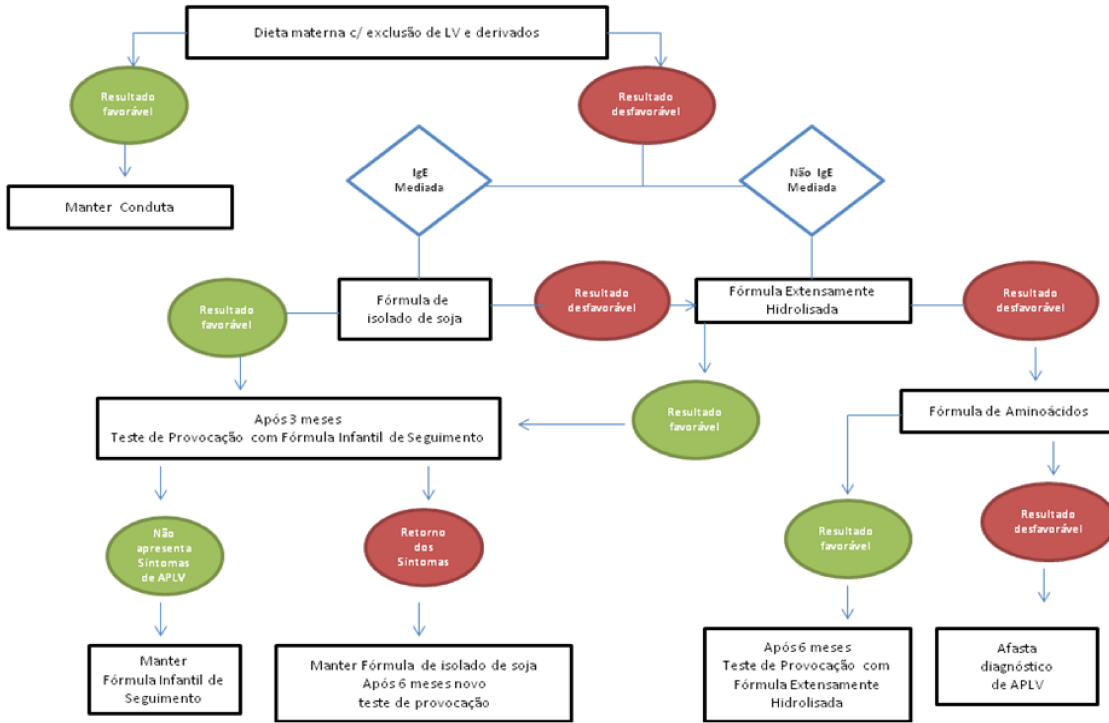 Dieta materna c/ exclusão de LV e derivados
Resultado
favorável
Resultado
desfavorável
IgE
Mediada
Não IgE
Mediada
Manter Conduta
Resultado
favorável
Fórmula de
isolado de soja
Resultado
desfavorável
Fórmula Extensamente
Hidrolisada
Resultado
desfavorável
Após 3 meses
Teste de Provocação com Fórmula Infantil de Seguimento
Resultado
favorável
Fórmula de Aminoácidos
Não
apresenta
Síntomas
de APLV
Retorno
dos
Síntomas
Resultado
favorável
Resultado
desfavorável
Manter
Fórmula Infantil de
Seguimento
Manter Fórmula de isolado de soja
Após 6 meses novo
teste de provocação
Após 6 meses
Teste de Provocação com
Fórmula Extensamente
Hidrolisada
Afasta
diagnóstico
de APLV